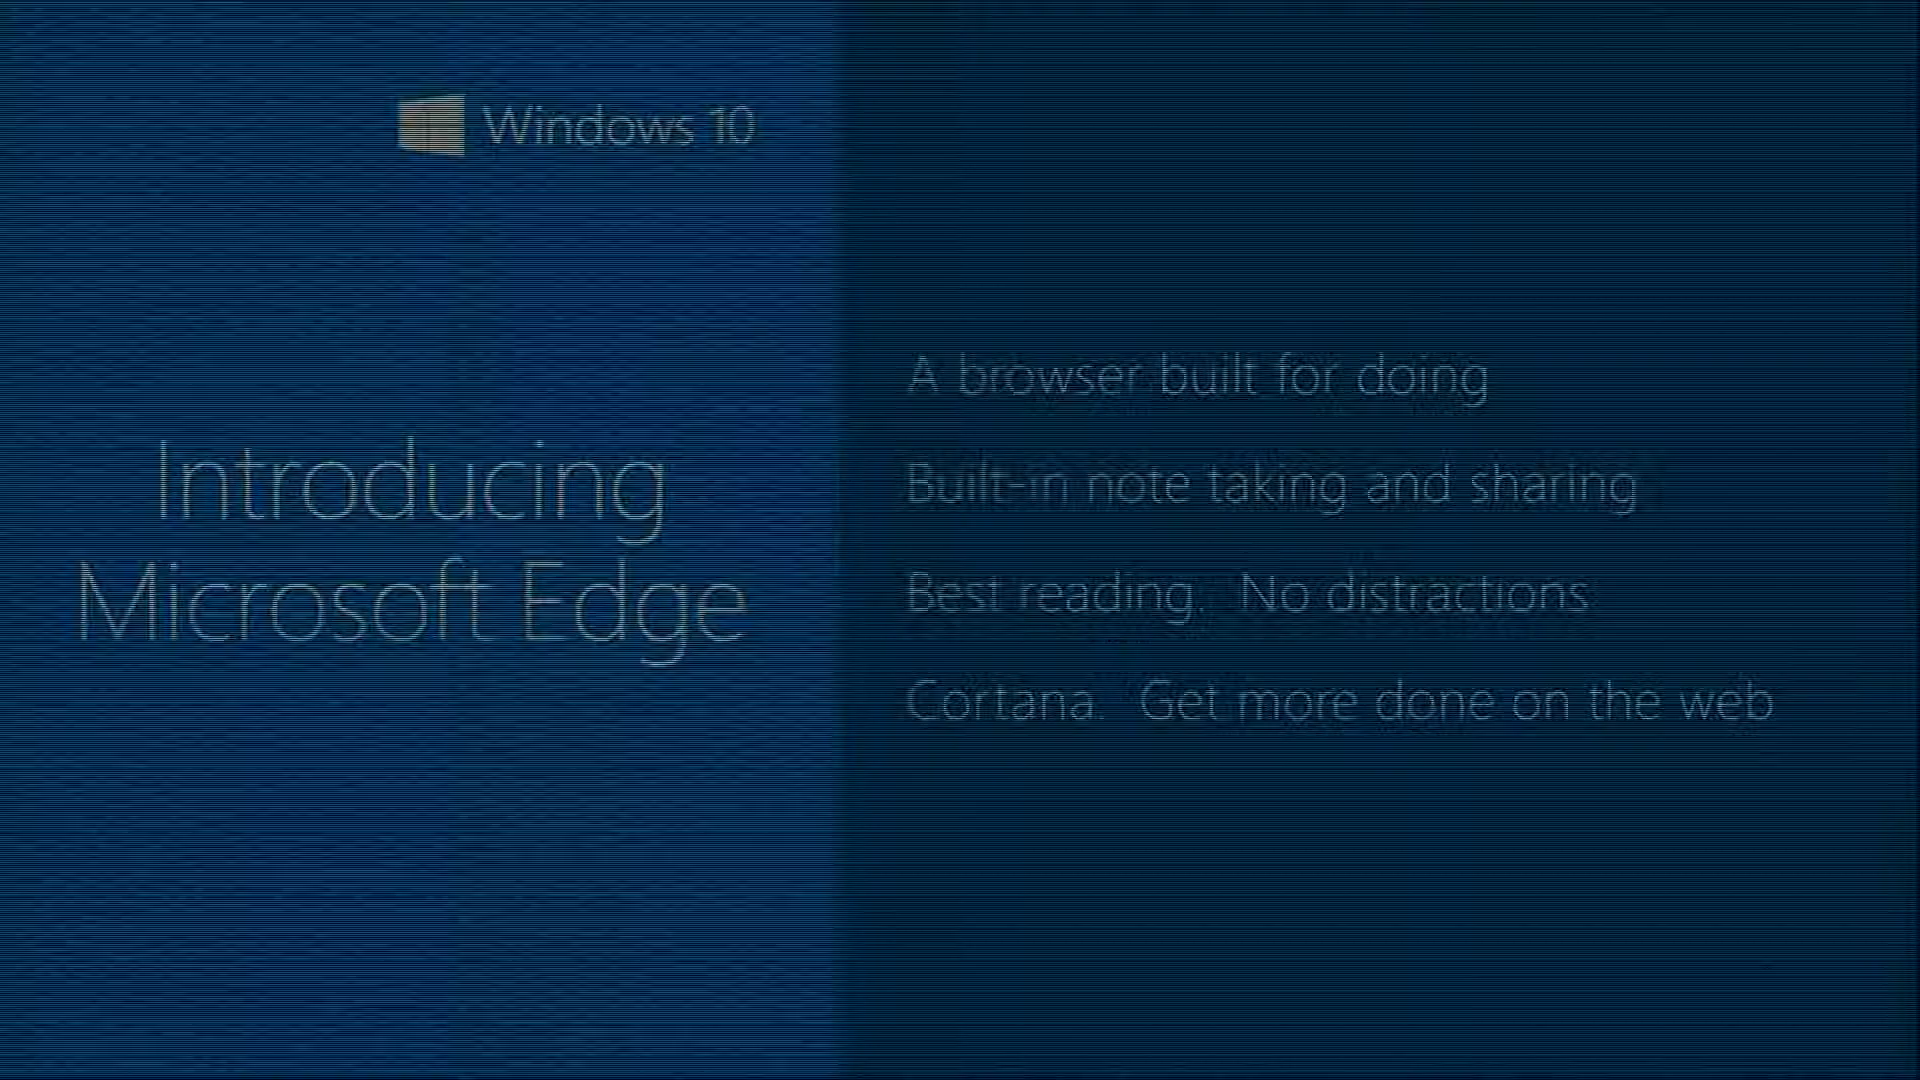 Windows 10
Introducing
Microsoft Edge
A browser built for doing
Built-in note taking and sharing
Best reading. No distractions
Cortana. Get more done on the web